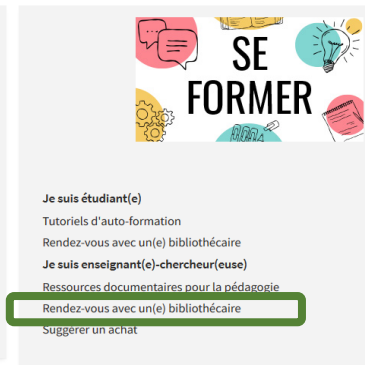 SE
FORMER
Je suis étudiant(e)
Tutoriels d'auto-formation
Rendez-vous avec un(e) bibliothécaire
Je suis enseignant(e)-chercheur(euse)
Ressources documentaires pour la pédagogie
Rendez-vous avec un(e) bibliothécaire
Suggérer un achat